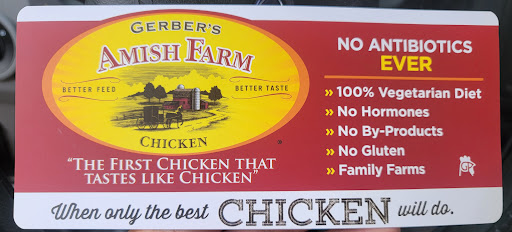 GERBER'S
AMISH FARM
BETTER FEED
BETTER TASTE
CHICKEN
"THE FIRST CHICKEN THAT
TASTES LIKE CHICKEN"
NO ANTIBIOTICS
EVER
» 100% Vegetarian Diet
» No Hormones
» No By-Products
» No Gluten
» Family Farms
When only the best CHICKEN will do.